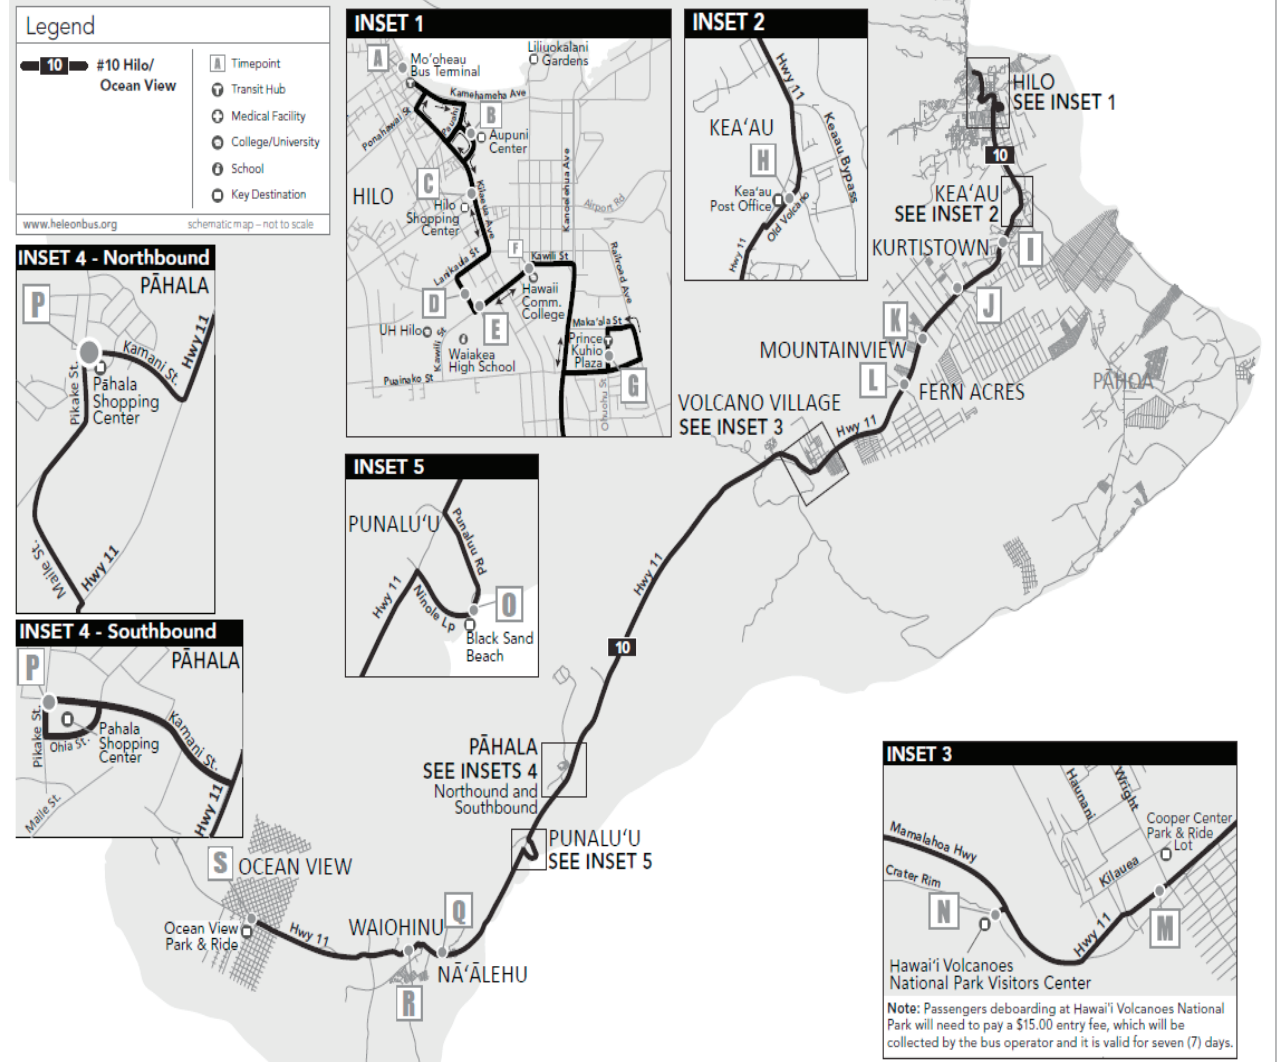 Legend
10
#10 Hilo/
Ocean View
A Timepoint
Transit Hub
Medical Facility
College/University
School
Key Destination
www.heleonbus.org
schematic map – not to scale
INSET 1
A
Mo'oheau
Bus Terminal
Liliuokalani
Gardens
Kamehameha Ave
Ponahawai St
Pauahi
B
Aupuni
Center
C
HILO
Hilo
Shopping
Center
Kilauea Ave
Kanoelehua Ave
Airport Rd
Railroad Ave
Lanikaula St
F
Kawili St
D
E
Hawaii
Comm.
College
UH Hilo
Kawili St
Waiakea
High School
Maka'ala St
Prince
Kuhio
Plaza
Puainako St
G
Ohuohu St
INSET 2
Hwy 11
KEA'AU
Keaau Bypass
H
Kea'au
Post Office
Old Volcano
Hwy 11
HILO
SEE INSET 1
10
KEA'AU
SEE INSET 2
KURTISTOWN
I
J
K
MOUNTAINVIEW
L
FERN ACRES
PĀHOA
VOLCANO VILLAGE
SEE INSET 3
Hwy 11
Hwy 11
10
INSET 4 - Northbound
P
PĀHALA
Hwy 11
Kamani St.
Pikake St.
Pāhala
Shopping
Center
Maile St.
Hwy 11
INSET 5
PUNALU'U
Punaluu Rd
Hwy 11
Ninole Lp
O
Black Sand
Beach
INSET 4 - Southbound
P
PĀHALA
Pikake St.
Ohia St.
Pahala
Shopping
Center
Kamani St.
Maile St.
Hwy 11
PĀHALA
SEE INSETS 4
Northound and
Southbound
PUNALU'U
SEE INSET 5
S
OCEAN VIEW
Ocean View
Park & Ride
Hwy 11
WAIOHINU
Q
NĀ'ĀLEHU
R
INSET 3
Haunani
Wright
Cooper Center
Park & Ride
Lot
Mamalahoa Hwy
Crater Rim
Kilauea
N
Hwy 11
M
Hawai'i Volcanoes
National Park Visitors Center
Note: Passengers deboarding at Hawai'i Volcanoes National
Park will need to pay a $15.00 entry fee, which will be
collected by the bus operator and it is valid for seven (7) days.